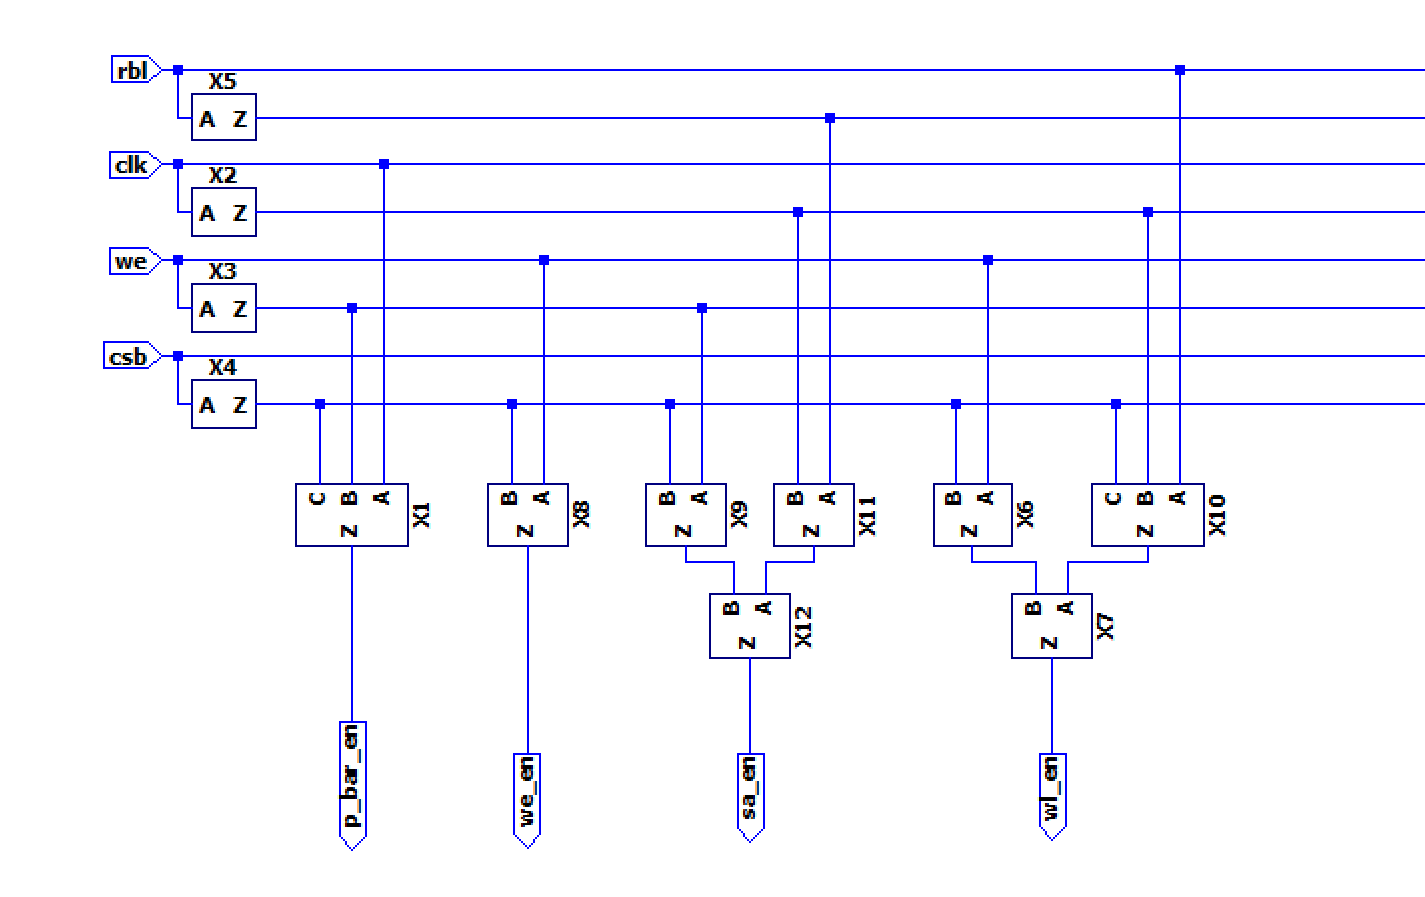 rbl
X5
A Z
clk
X2
A Z
we
X3
A Z
csb
X4
A Z
C B A
Z
X1
B A
Z
X8
B A
Z
X9
B A
Z
X11
B A
Z
X6
C B A
Z
X10
B A
Z
X12
B A
Z
X7
p_bar_en
we_en
sa_en
wl_en